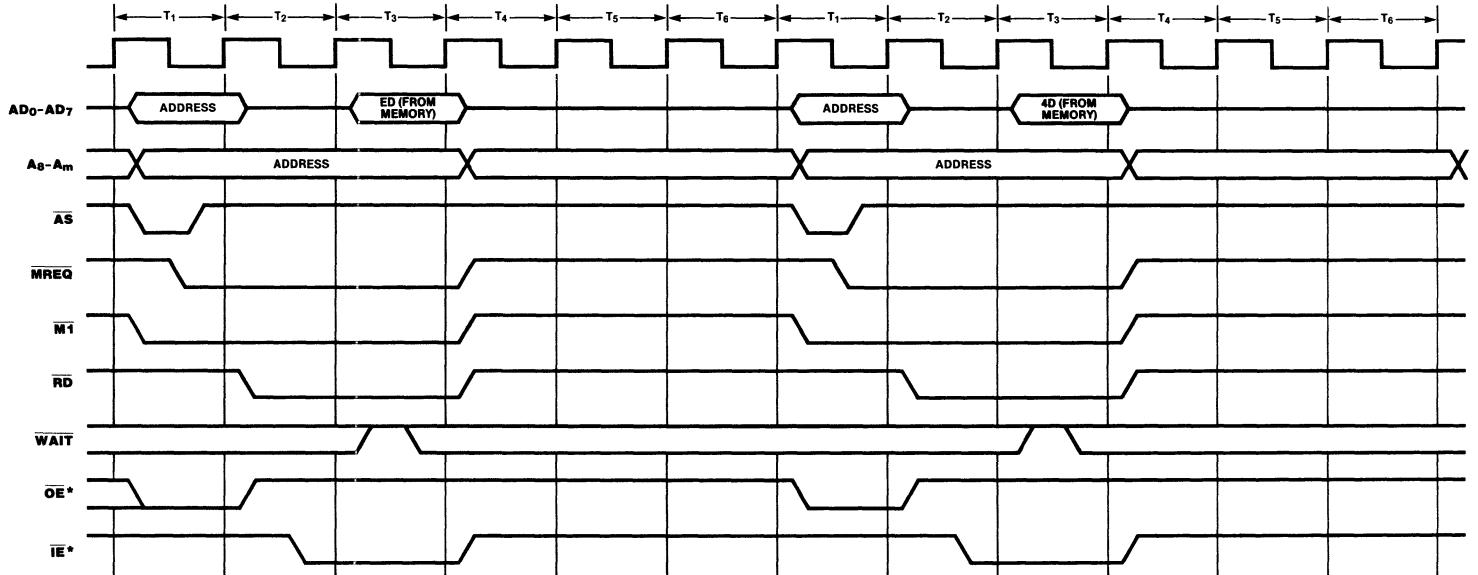 T1 T2 T3 T4 T5 T6 T1 T2 T3 T4 T5 T6
AD0-AD7 ADDRESS ED (FROM MEMORY) ADDRESS 4D (FROM MEMORY)
A8-Am ADDRESS ADDRESS
AS
MREQ
M1
RD
WAIT
OE*
IE*